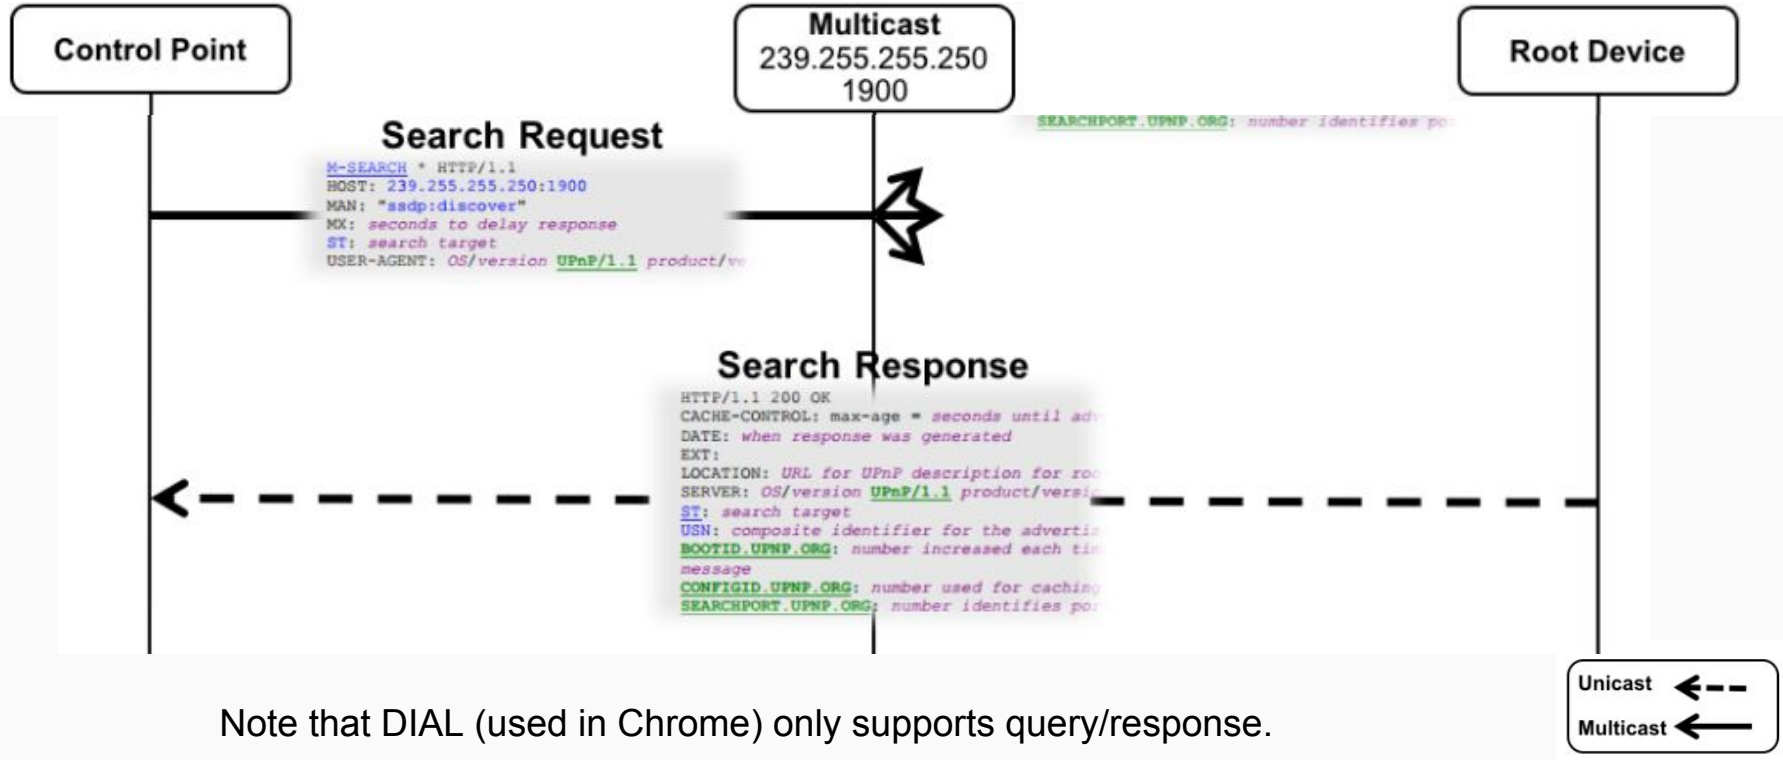 Control Point
Multicast
239.255.255.250
1900
Root Device
SEARCHPORT.UPNP.ORG: number identifies
Search Request
M-SEARCH * HTTP/1.1
HOST: 239.255.255.250:1900
MAN: "ssdp:discover"
MX: seconds to delay response
ST: search target
USER-AGENT: OS/version UPnP/1.1 product/
Search Response
HTTP/1.1 200 OK
CACHE-CONTROL: max-age = seconds until
DATE: when response was generated
EXT:
LOCATION: URL for UPnP description for
SERVER: OS/version UPnP/1.1 product/
ST: search target
USN: composite identifier for the
BOOTID.UPNP.ORG: number increased each
message
CONFIGID.UPNP.ORG: number used for caching
SEARCHPORT.UPNP.ORG: number identifies
Note that DIAL (used in Chrome) only supports query/response.
Unicast
Multicast